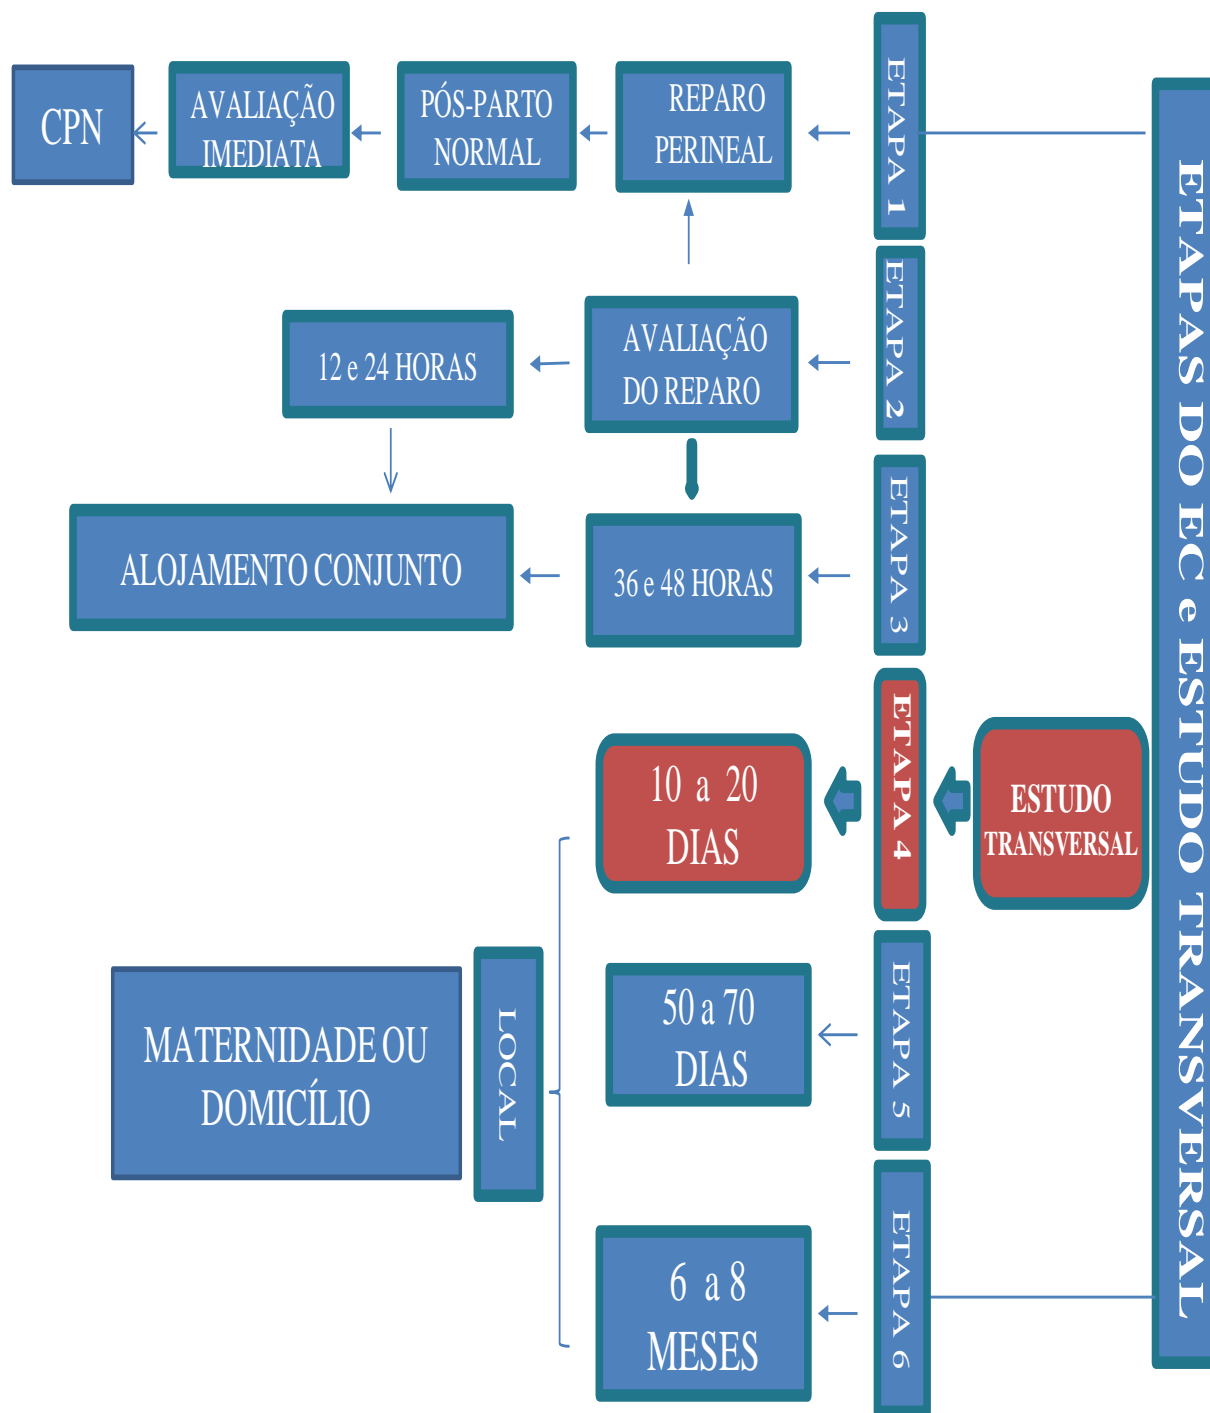 CPN
AVALIAÇÃO
IMEDIATA
PÓS-PARTO
NORMAL
REPARO
PERINEAL
ETAPA 1
12 e 24 HORAS
AVALIAÇÃO
DO REPARO
ETAPA 2
ALOJAMENTO CONJUNTO
36 e 48 HORAS
ETAPA 3
10 a 20
DIAS
ETAPA 4
ESTUDO
TRANSVERSAL
MATERNIDADE OU
DOMICÍLIO
LOCAL
50 a 70
DIAS
ETAPA 5
6 a 8
MESES
ETAPA 6
ETAPAS DO EC e ESTUDO TRANSVERSAL